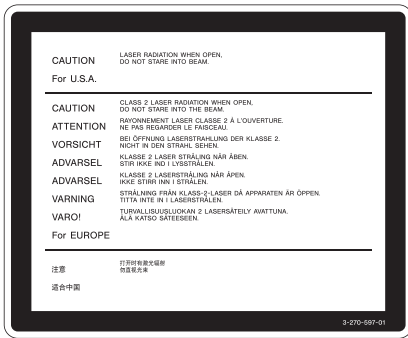 CAUTION LASER RADIATION WHEN OPEN,
DO NOT STARE INTO BEAM.
For U.S.A.
CAUTION CLASS 2 LASER RADIATION WHEN OPEN,
DO NOT STARE INTO THE BEAM.
ATTENTION RAYONNEMENT LASER CLASSE 2 À L'OUVERTURE.
NE PAS REGARDER LE FAISCEAU.
VORSICHT BEI ÖFFNUNG LASERSTRAHLUNG DER KLASSE 2.
NICHT IN DEN STRAHL SEHEN.
ADVARSEL KLASSE 2 LASER STRÅLING NÅR ÅBEN.
STIR IKKE IND I LYSSTRÅLEN.
ADVARSEL KLASSE 2 LASERSTRÅLING NÅR ÅPEN.
IKKE STIRR INN I STRÅLEN.
VARNING STRÅLNING FRÅN KLASS-2-LASER DÅ APPARATEN ÄR ÖPPEN.
TITTA INTE IN I LASERSTRÅLEN.
VARO! TURVALLISUUSLUOKAN 2 LASERSÄTEILY AVATTUNA.
ÄLÄ KATSO SÄTEESEEN.
For EUROPE
注意 打开时有激光辐射
勿直视光束
适合中国
3-270-597-01